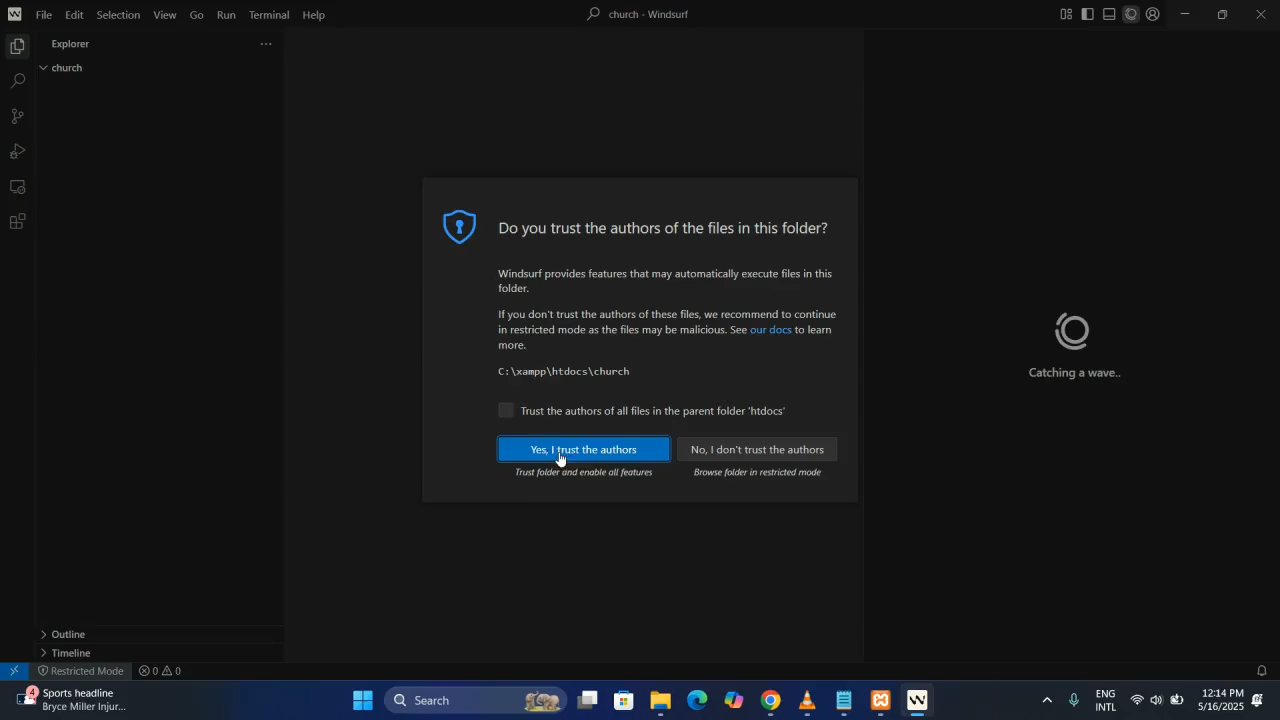 File Edit Selection View Go Run Terminal Help
church - Windsurf
Explorer
church
Do you trust the authors of the files in this folder?
Windsurf provides features that may automatically execute files in this
folder.
If you don't trust the authors of these files, we recommend to continue
in restricted mode as the files may be malicious. See our docs to learn
more.
C:\xampp\htdocs\church
Trust the authors of all files in the parent folder 'htdocs'
Yes, I trust the authors
No, I don't trust the authors
Trust folder and enable all features
Browse folder in restricted mode
Catching a wave..
Outline
Timeline
Restricted Mode 0 0
4
Sports headline
Bryce Miller Injur...
Search
ENG
INTL
12:14 PM
5/16/2025